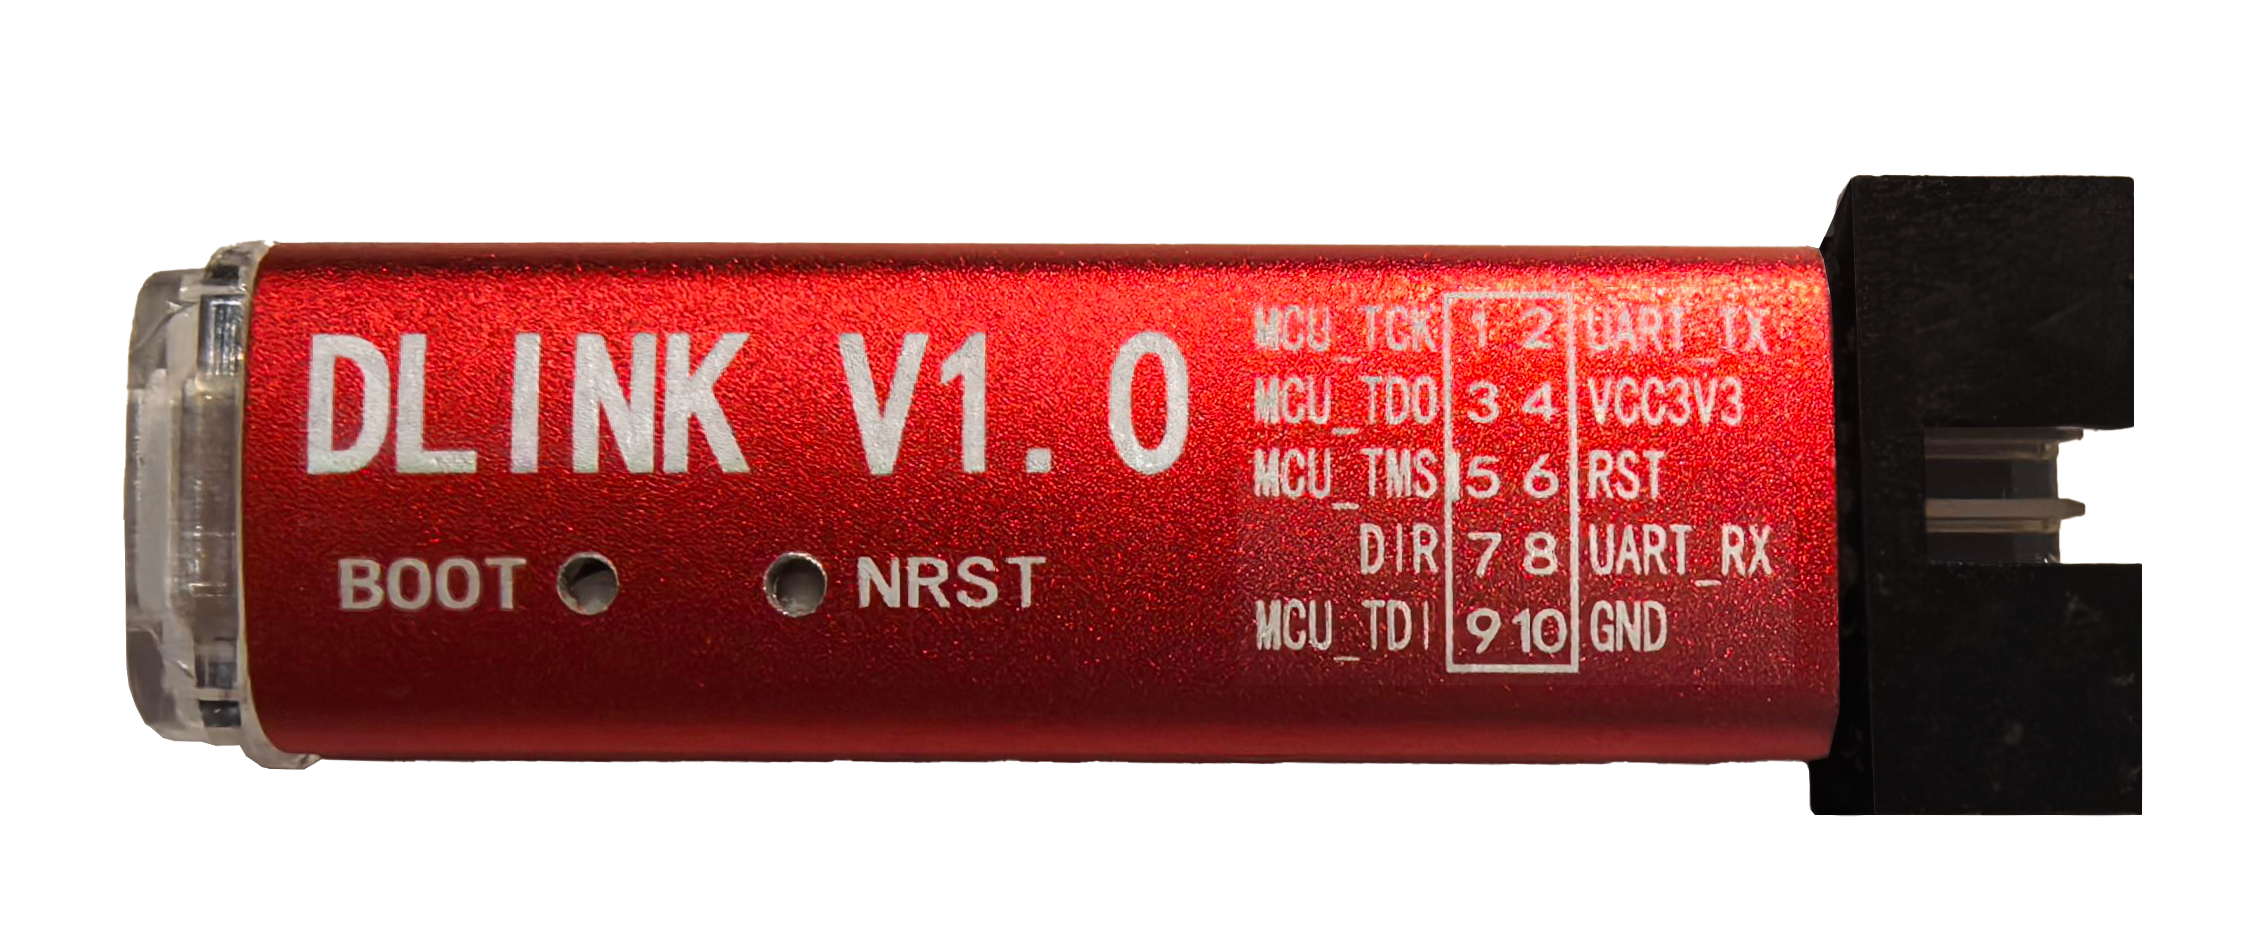 DLINK V1.0
BOOT NRST
MCU_TCK 1 2 UART_TX
MCU_TDO 3 4 VCC3V3
MCU_TMS 5 6 RST
DIR 7 8 UART_RX
MCU_TDI 9 10 GND